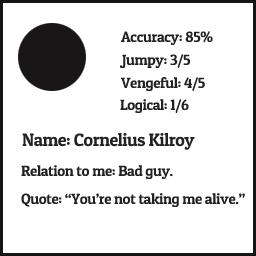 Accuracy: 85%
Jumpy: 3/5
Vengeful: 4/5
Logical: 1/6
Name: Cornelius Kilroy
Relation to me: Bad guy.
Quote: “You’re not taking me alive.”